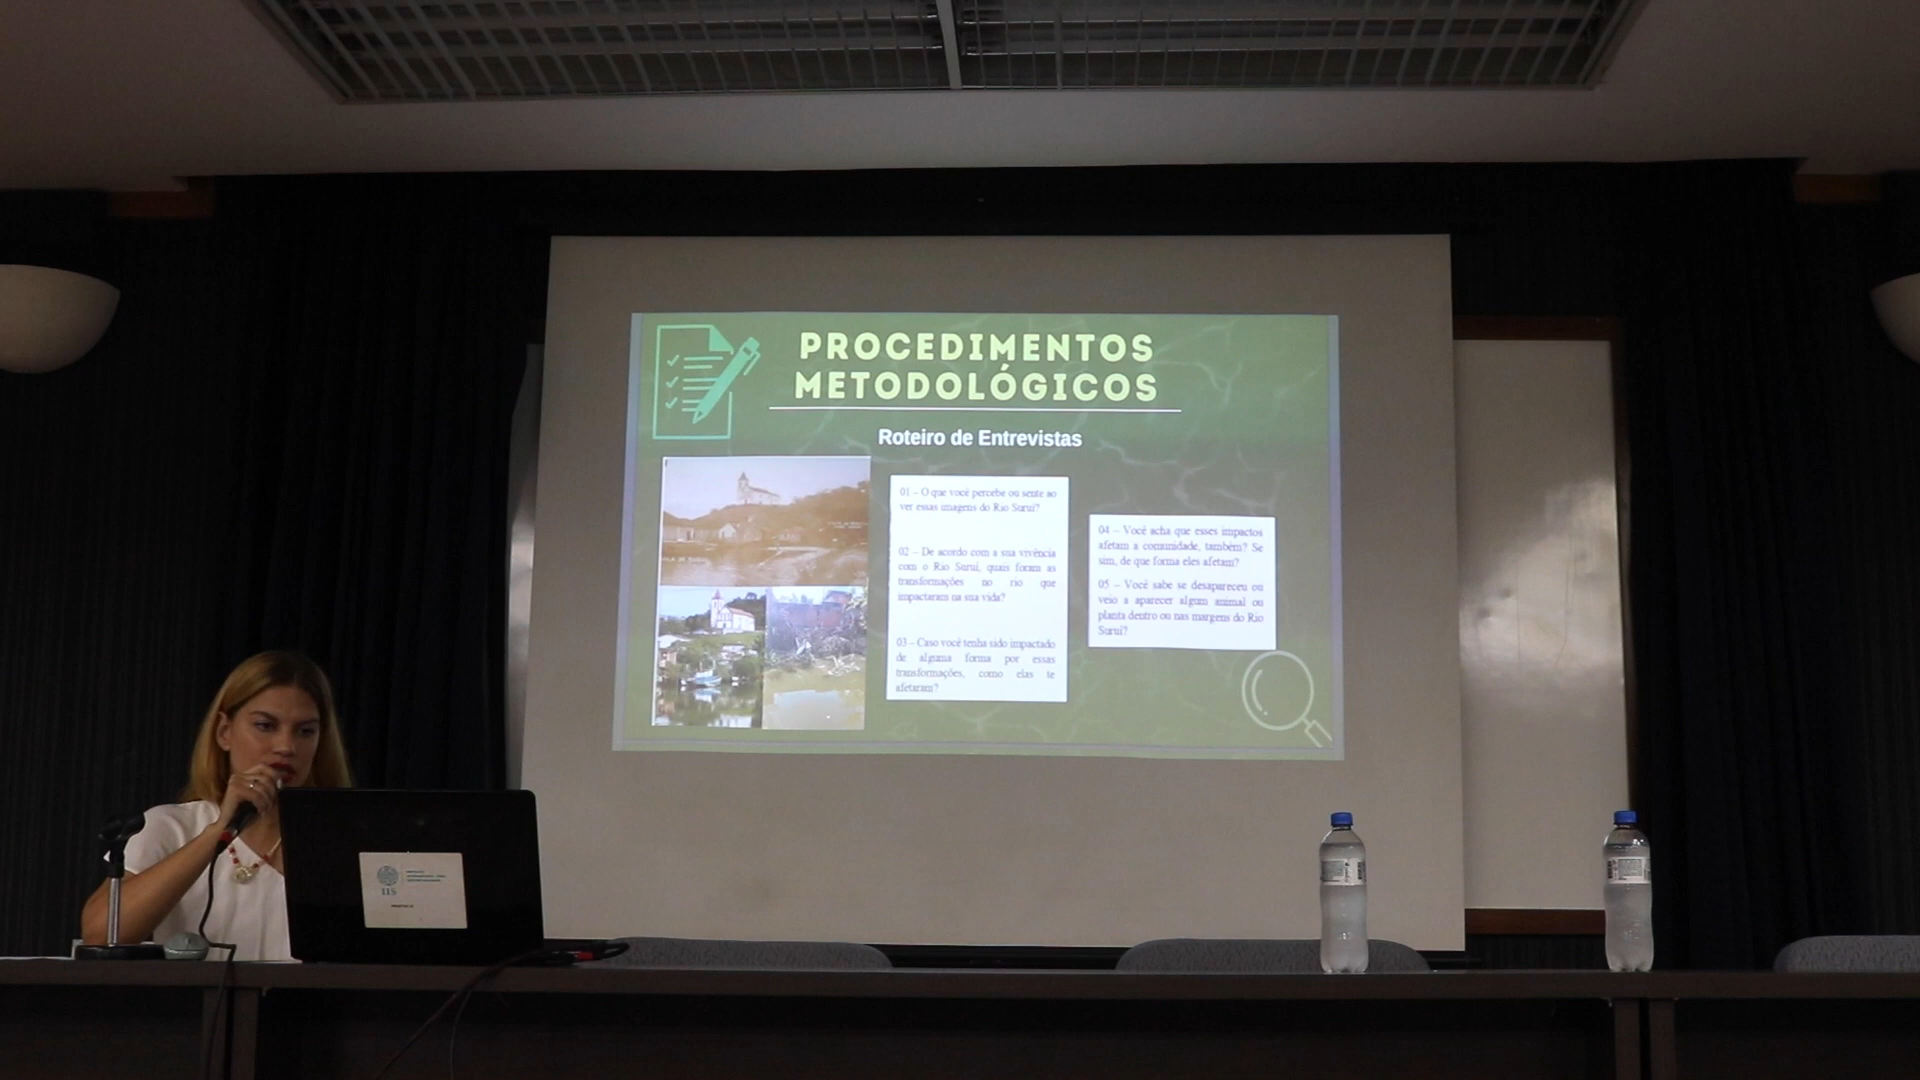 PROCEDIMENTOS
METODOLÓGICOS
Roteiro de Entrevistas
01 – O que você percebe ou sente ao
ver essas imagens do Rio Suruí?
02 – De acordo com a sua vivência
com o Rio Suruí, quais foram as
transformações no rio que
impactaram na sua vida?
03 – Caso você tenha sido impactado
de alguma forma por essas
transformações, como elas te
afetaram?
04 – Você acha que esses impactos
afetam a comunidade, também? Se
sim, de que forma eles afetam?
05 – Você sabe se desapareceu ou
veio a aparecer algum animal ou
planta dentro ou nas margens do Rio
Suruí?
IIS